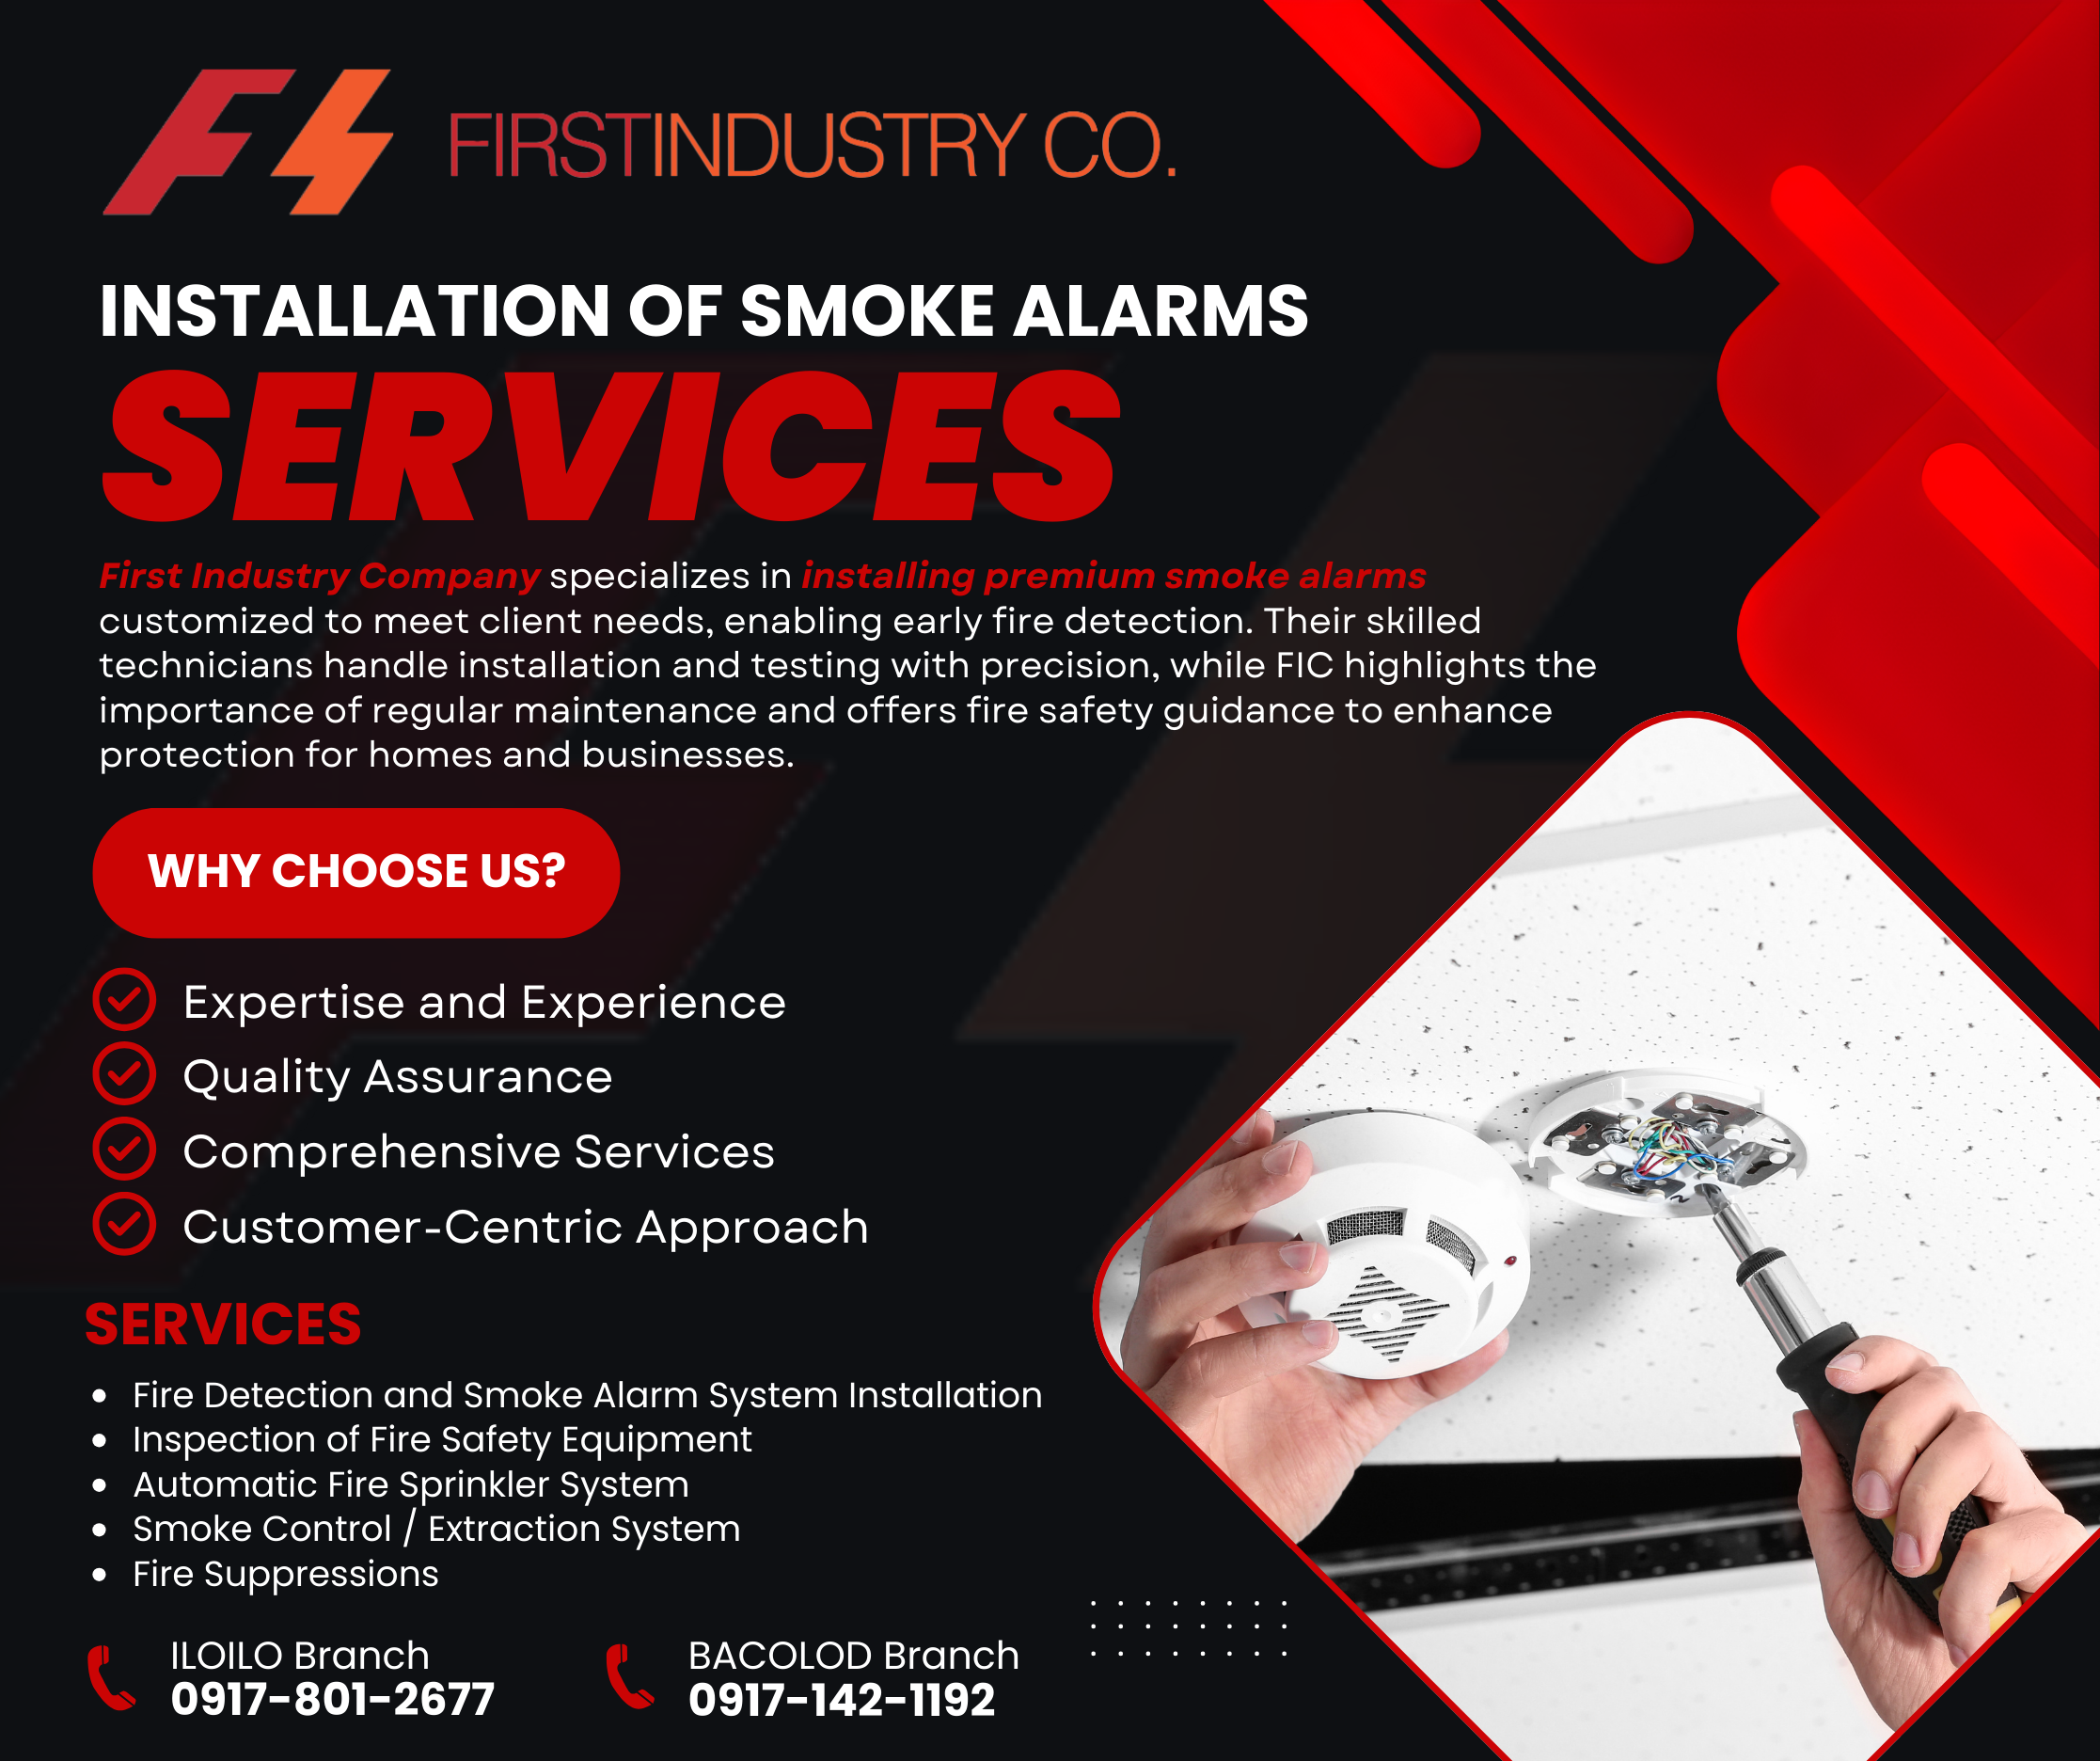 FIRSTINDUSTRY CO.
INSTALLATION OF SMOKE ALARMS
SERVICES
First Industry Company specializes in installing premium smoke alarms
customized to meet client needs, enabling early fire detection. Their skilled
technicians handle installation and testing with precision, while FIC highlights the
importance of regular maintenance and offers fire safety guidance to enhance
protection for homes and businesses.
WHY CHOOSE US?
Expertise and Experience
Quality Assurance
Comprehensive Services
Customer-Centric Approach
SERVICES
Fire Detection and Smoke Alarm System Installation
Inspection of Fire Safety Equipment
Automatic Fire Sprinkler System
Smoke Control / Extraction System
Fire Suppressions
ILOILO Branch
0917-801-2677
BACOLOD Branch
0917-142-1192